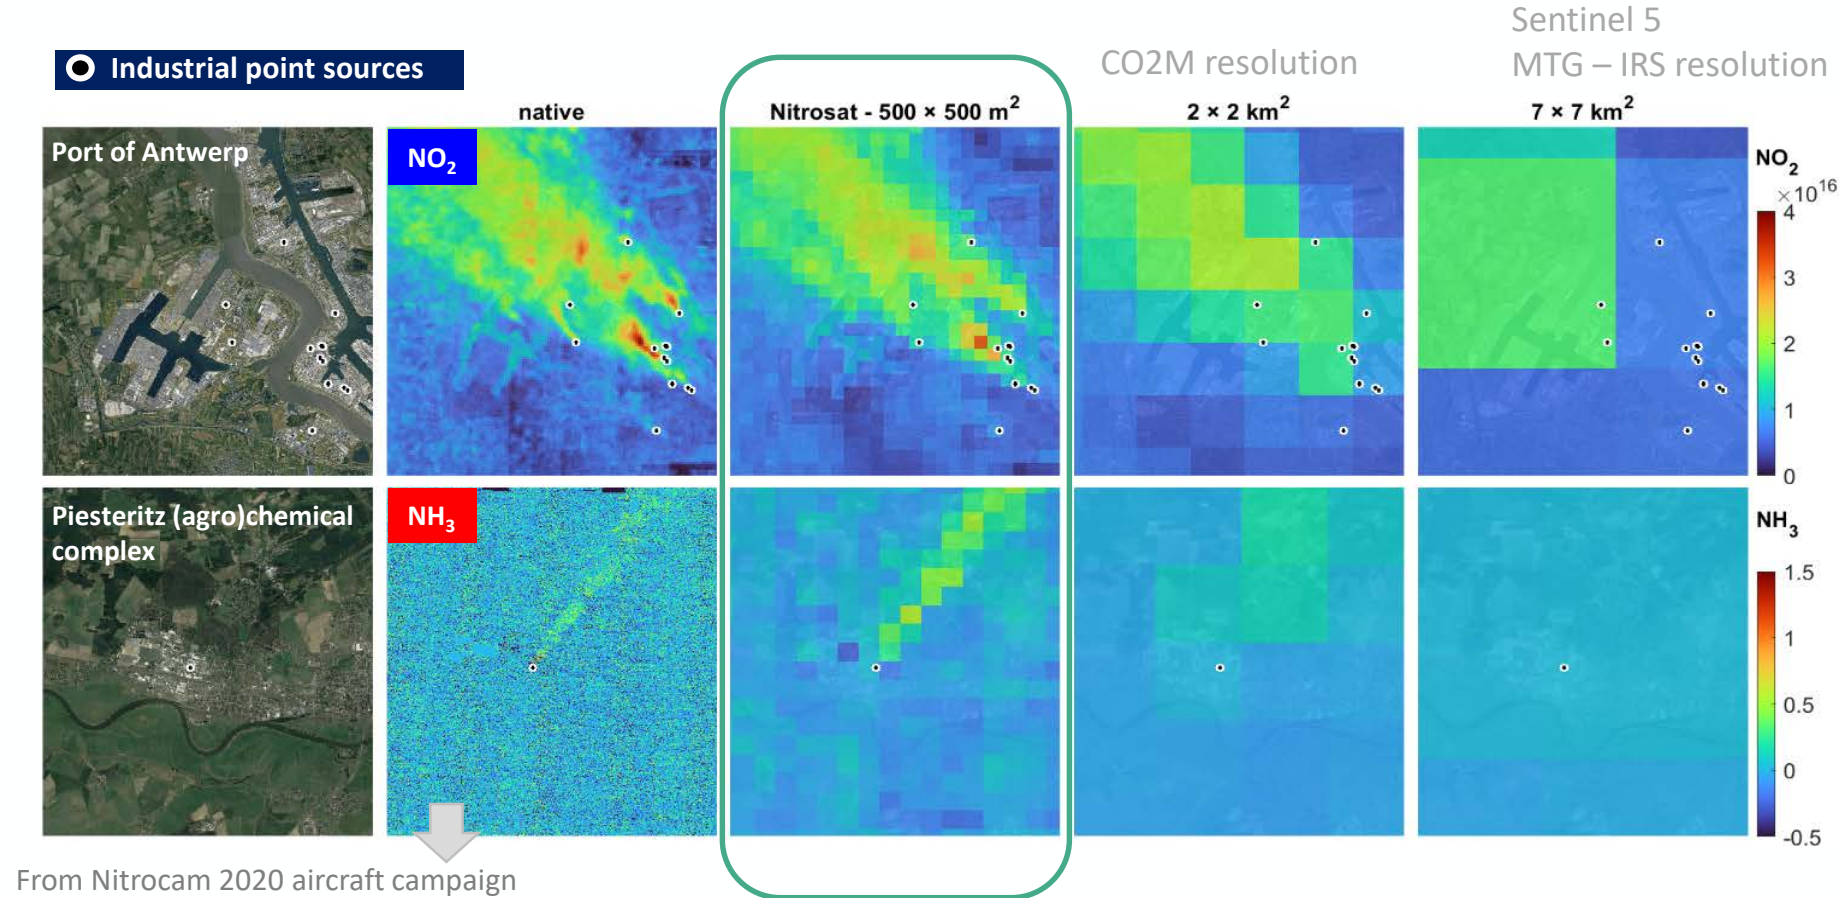 Industrial point sources
CO2M resolution
Sentinel 5
MTG – IRS resolution
native
Nitrosat - 500 × 500 m²
2 × 2 km²
7 × 7 km²
Port of Antwerp
NO₂
NO₂
×10¹⁶
4
3
2
1
0
Piesteritz (agro)chemical
complex
NH₃
NH₃
1.5
1
0.5
0
-0.5
From Nitrocam 2020 aircraft campaign